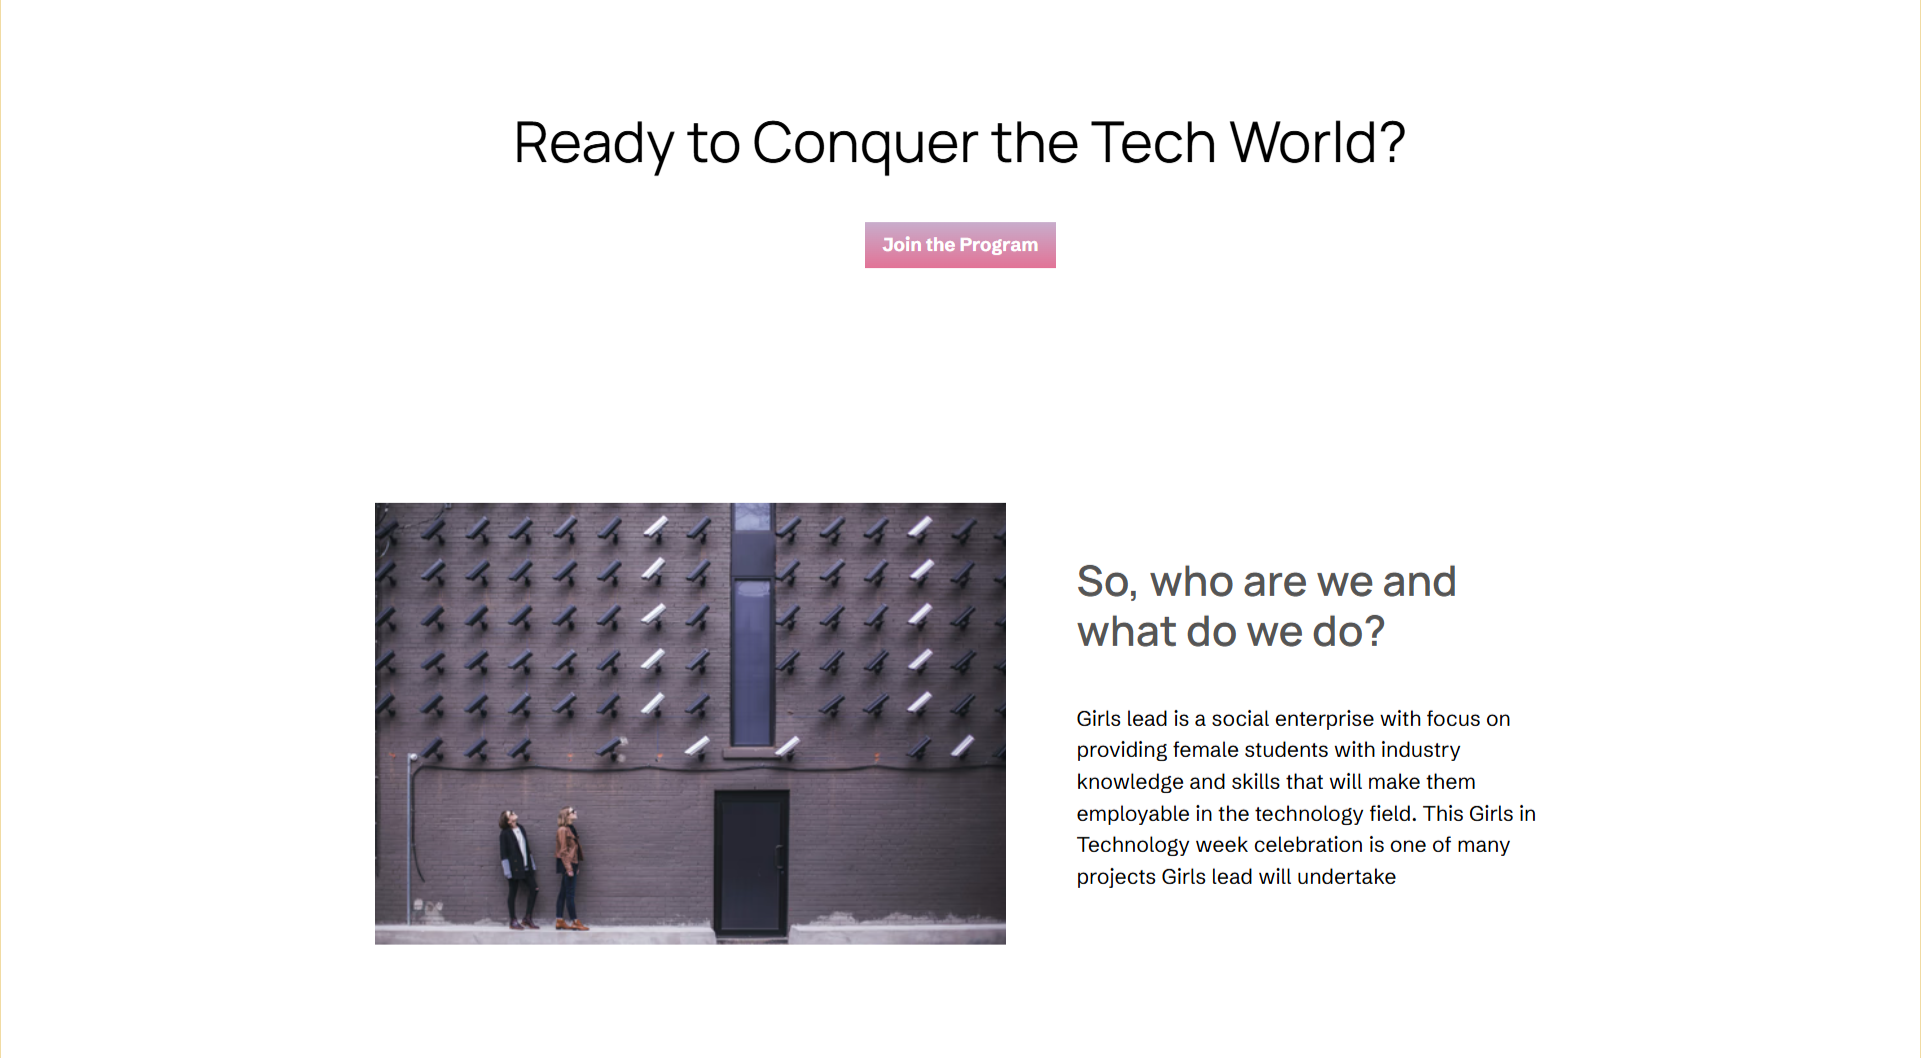 Ready to Conquer the Tech World?
Join the Program
So, who are we and
what do we do?
Girls lead is a social enterprise with focus on
providing female students with industry
knowledge and skills that will make them
employable in the technology field. This Girls in
Technology week celebration is one of many
projects Girls lead will undertake